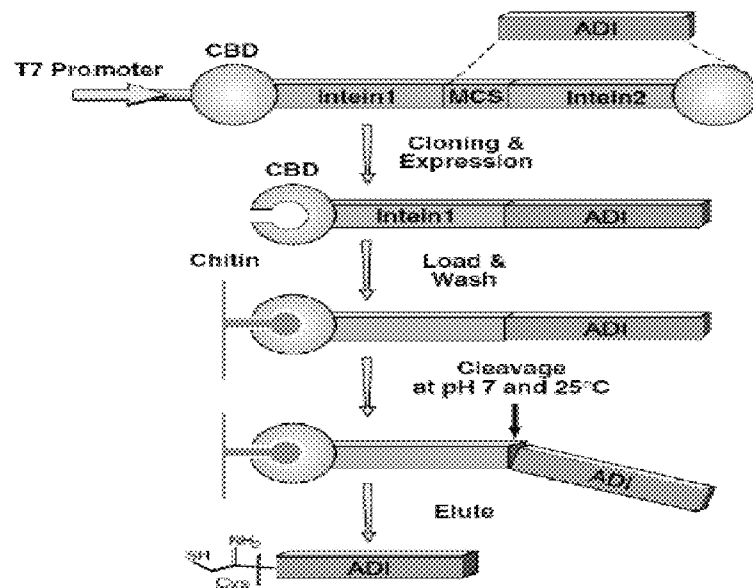 ADI
CBD
T7 Promoter
Intein1
MCS
Intein2
Cloning &
Expression
CBD
Intein1
ADI
Chitin
Load &
Wash
ADI
Cleavage
at pH 7 and 25°C
ADI
Elute
NH₂
SH
Cys
ADI